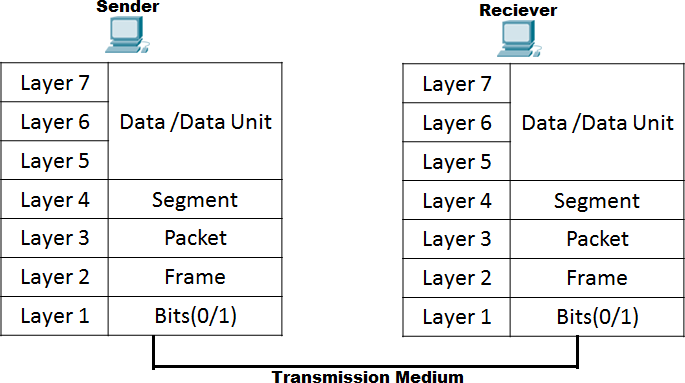 Sender
Layer 7
Layer 6
Data /Data Unit
Layer 5
Layer 4 Segment
Layer 3 Packet
Layer 2 Frame
Layer 1 Bits(0/1)
Reciever
Layer 7
Layer 6
Data /Data Unit
Layer 5
Layer 4 Segment
Layer 3 Packet
Layer 2 Frame
Layer 1 Bits(0/1)
Transmission Medium